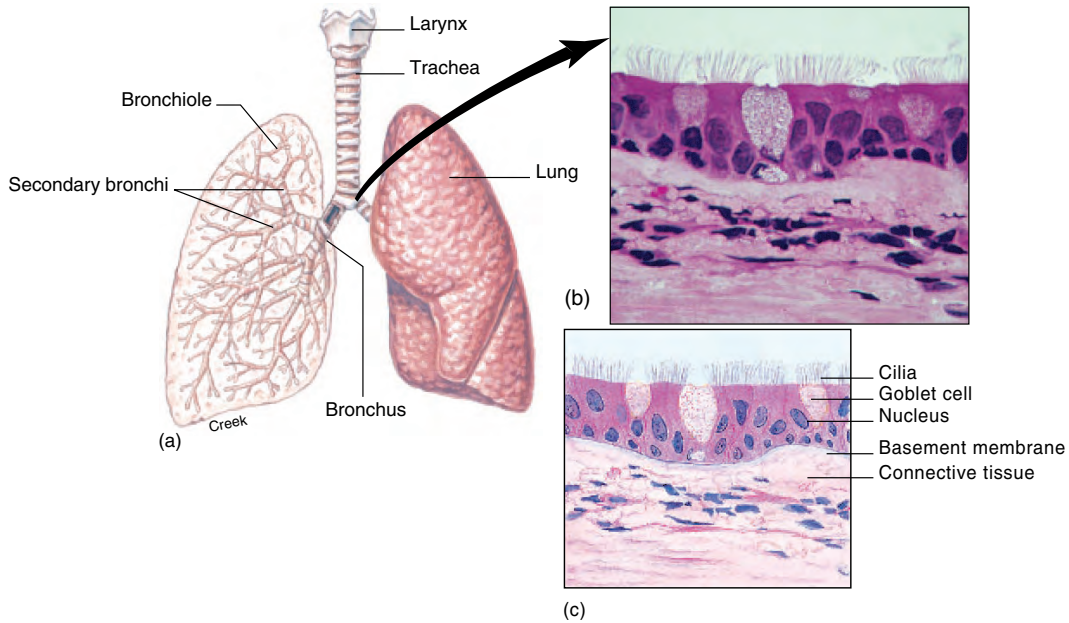 Larynx
Trachea
Bronchiole
Secondary bronchi
Lung
Bronchus
Creek
(a)
(b)
Cilia
Goblet cell
Nucleus
Basement membrane
Connective tissue
(c)